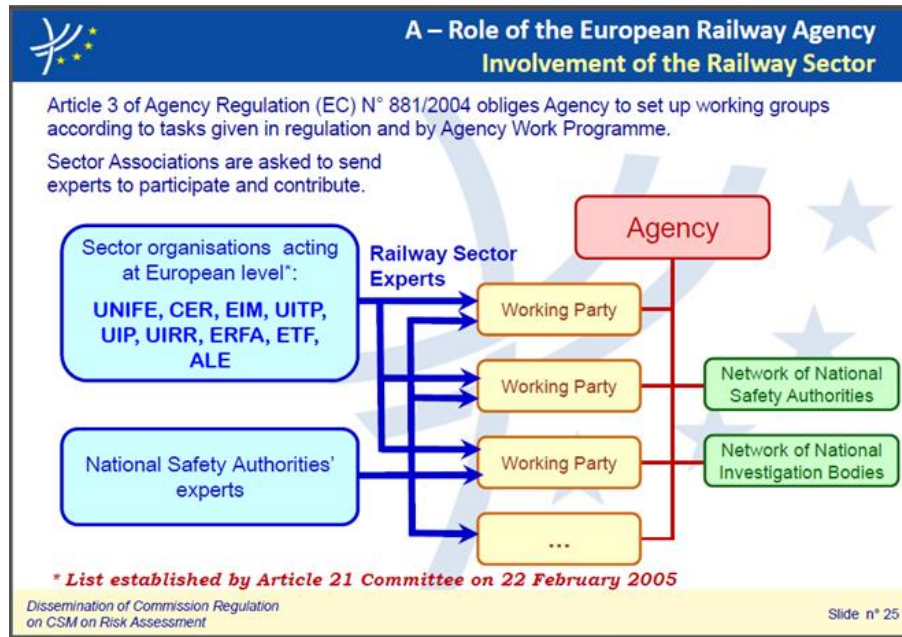 A – Role of the European Railway Agency
Involvement of the Railway Sector
Article 3 of Agency Regulation (EC) N° 881/2004 obliges Agency to set up working groups
according to tasks given in regulation and by Agency Work Programme.
Sector Associations are asked to send
experts to participate and contribute.
Sector organisations acting
at European level*:
UNIFE, CER, EIM, UITP,
UIP, UIRR, ERFA, ETF,
ALE
Railway Sector
Experts
Agency
Working Party
Working Party
Network of National
Safety Authorities
National Safety Authorities'
experts
Working Party
Network of National
Investigation Bodies
...
* List established by Article 21 Committee on 22 February 2005
Dissemination of Commission Regulation
on CSM on Risk Assessment
Slide n° 25